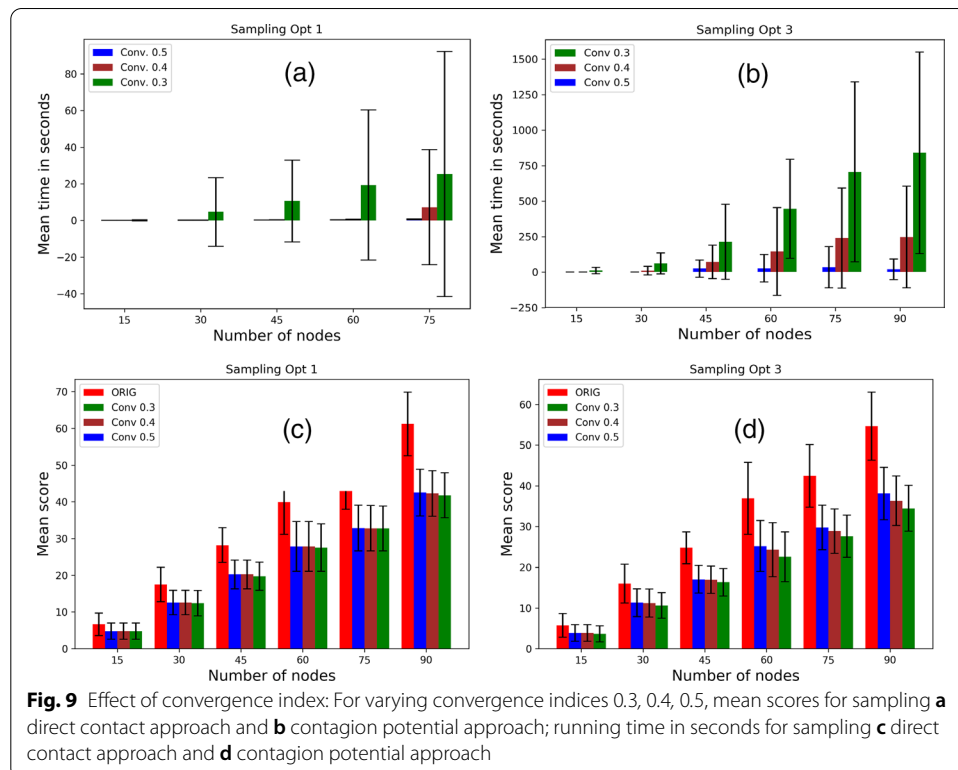 Sampling Opt 1
Conv. 0.5
Conv. 0.4
Conv. 0.3
(a)
Mean time in seconds
80
60
40
20
0
−20
−40
15 30 45 60 75
Number of nodes
Sampling Opt 3
Conv 0.3
Conv 0.4
Conv 0.5
(b)
Mean time in seconds
1500
1250
1000
750
500
250
0
−250
15 30 45 60 75 90
Number of nodes
Sampling Opt 1
ORIG
Conv 0.3
Conv 0.4
Conv 0.5
(c)
Mean score
70
60
50
40
30
20
10
0
15 30 45 60 75 90
Number of nodes
Sampling Opt 3
ORIG
Conv 0.3
Conv 0.4
Conv 0.5
(d)
Mean score
60
50
40
30
20
10
0
15 30 45 60 75 90
Number of nodes
Fig. 9 Effect of convergence index: For varying convergence indices 0.3, 0.4, 0.5, mean scores for sampling a
direct contact approach and b contagion potential approach; running time in seconds for sampling c direct
contact approach and d contagion potential approach